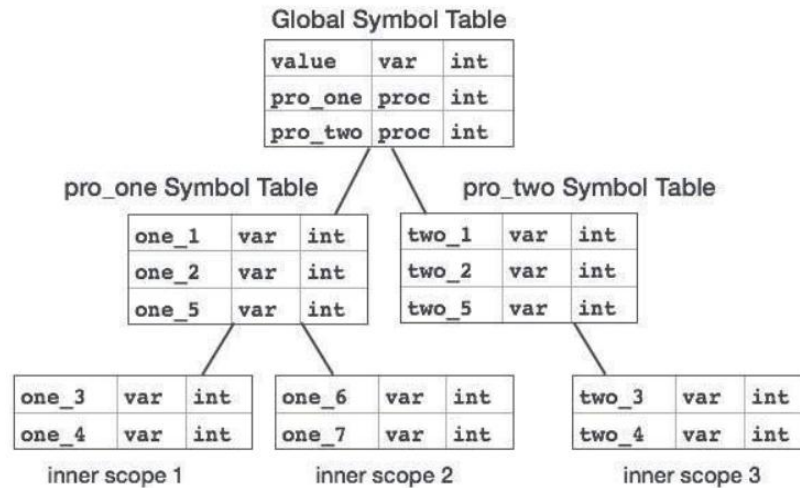 Global Symbol Table
value var int
pro_one proc int
pro_two proc int
pro_one Symbol Table
one_1 var int
one_2 var int
one_5 var int
pro_two Symbol Table
two_1 var int
two_2 var int
two_5 var int
one_3 var int
one_4 var int
inner scope 1
one_6 var int
one_7 var int
inner scope 2
two_3 var int
two_4 var int
inner scope 3